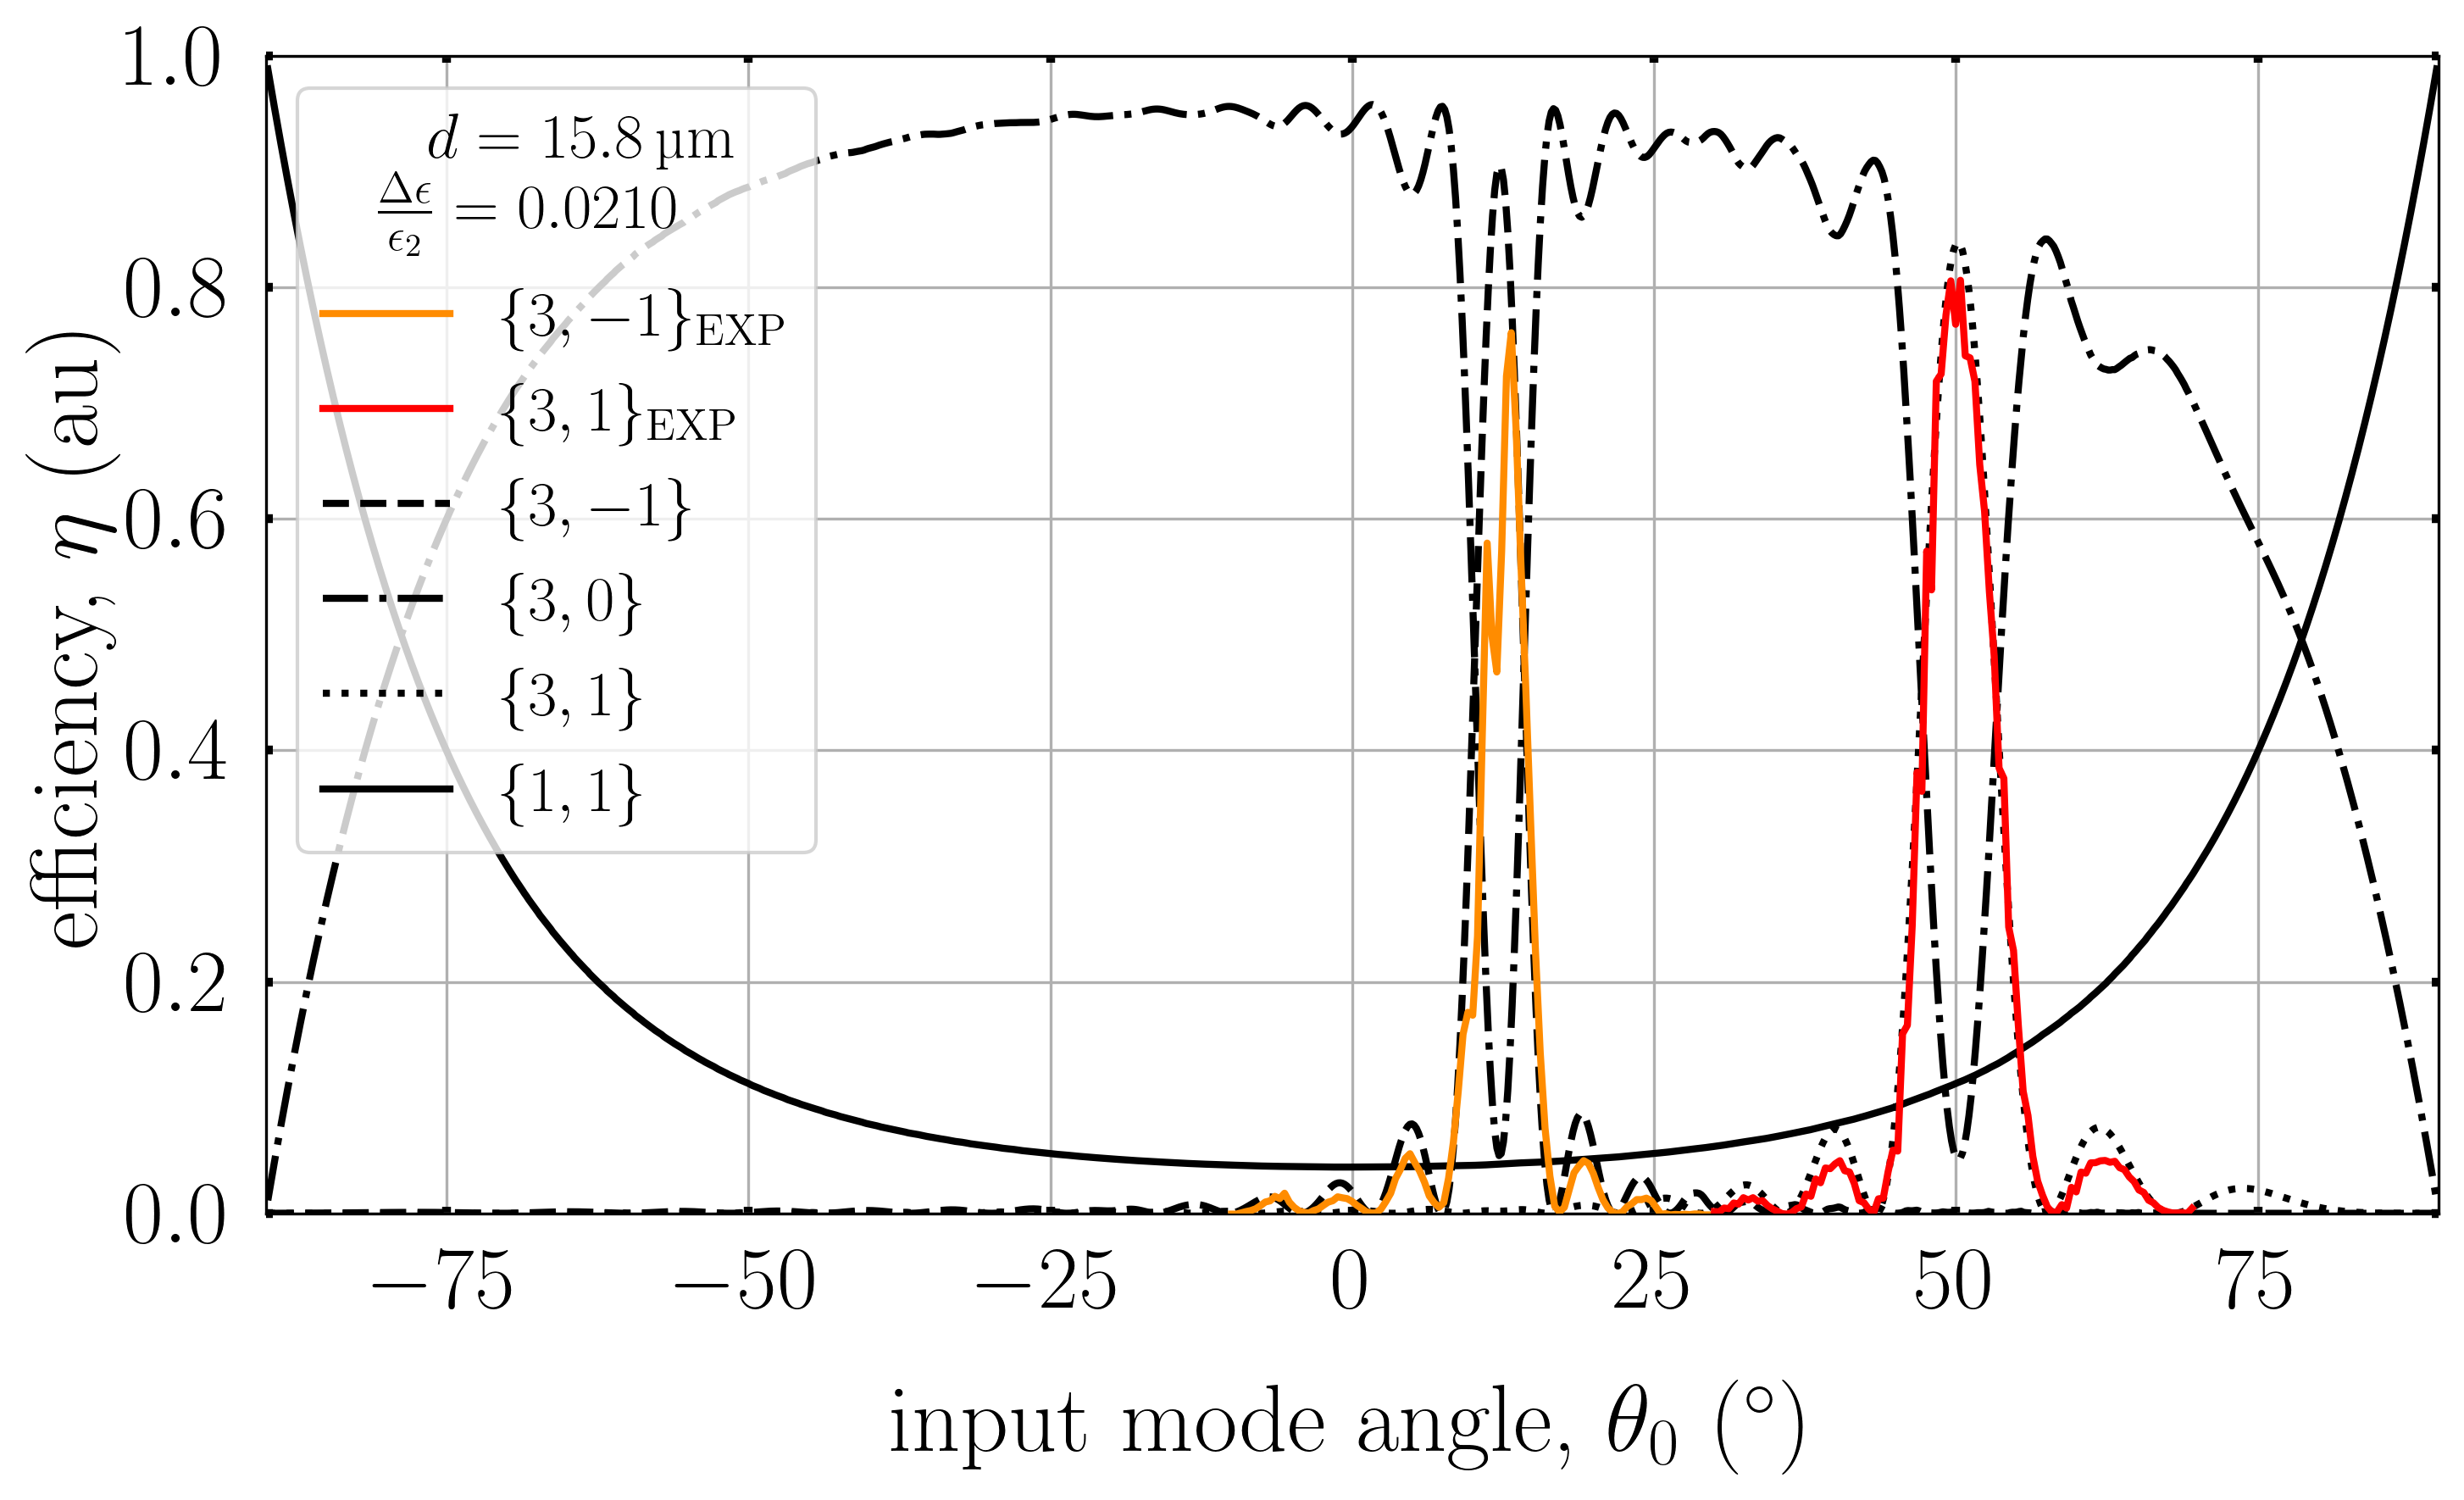 1.0
0.8
0.6
0.4
0.2
0.0
efficiency, η (au)
d = 15.8 µm
Δϵ/ϵ₂ = 0.0210
{3, −1}EXP
{3, 1}EXP
{3, −1}
{3, 0}
{3, 1}
{1, 1}
−75 −50 −25 0 25 50 75
input mode angle, θ₀ (°)